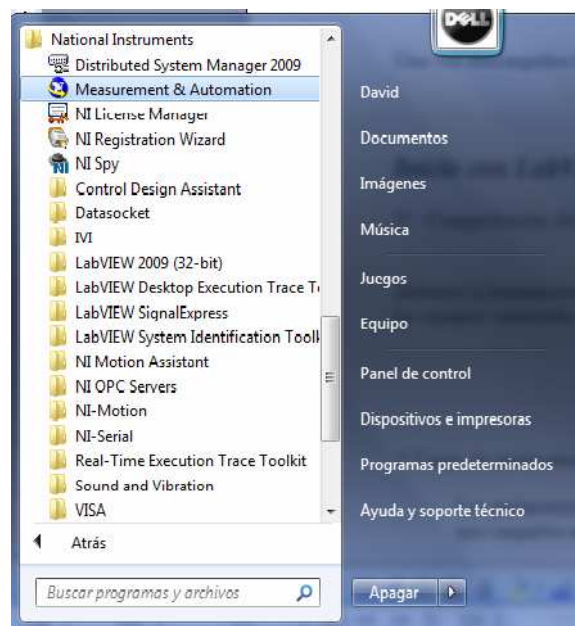 DELL
National Instruments
Distributed System Manager 2009
Measurement & Automation
NI License Manager
NI Registration Wizard
NI Spy
Control Design Assistant
Datasocket
IVI
LabVIEW 2009 (32-bit)
LabVIEW Desktop Execution Trace T
LabVIEW SignalExpress
LabVIEW System Identification Toolk
NI Motion Assistant
NI OPC Servers
NI-Motion
NI-Serial
Real-Time Execution Trace Toolkit
Sound and Vibration
VISA
Atrás
Buscar programas y archivos
David
Documentos
Imágenes
Música
Juegos
Equipo
Panel de control
Dispositivos e impresoras
Programas predeterminados
Ayuda y soporte técnico
Apagar